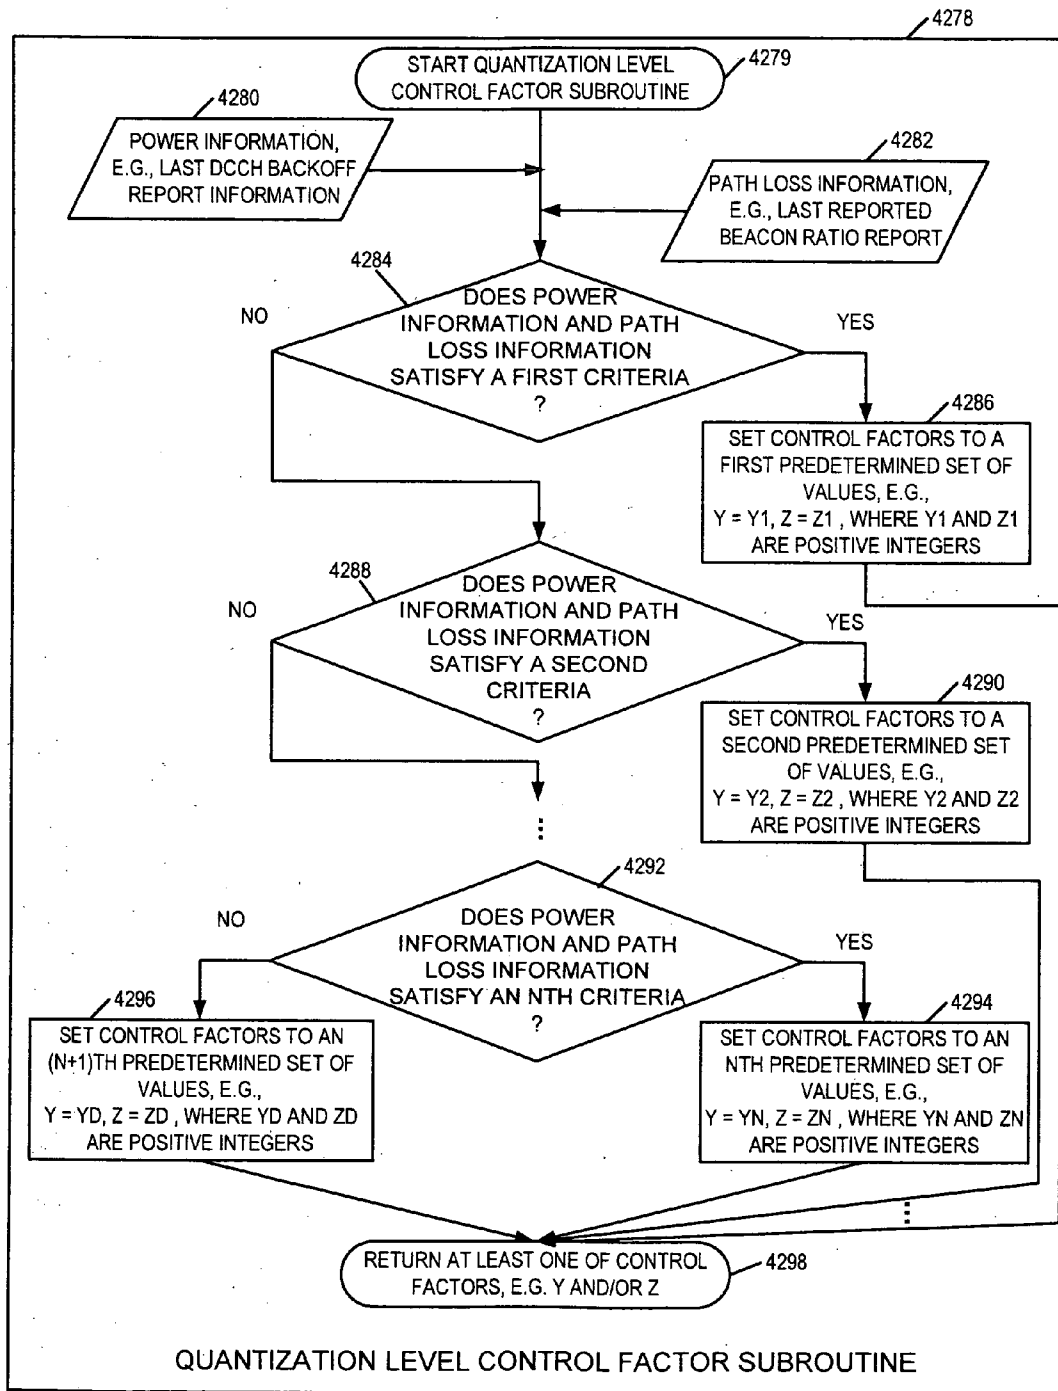 4278
START QUANTIZATION LEVEL
CONTROL FACTOR SUBROUTINE
4279
4280
POWER INFORMATION,
E.G., LAST DCCH BACKOFF
REPORT INFORMATION
4282
PATH LOSS INFORMATION,
E.G., LAST REPORTED
BEACON RATIO REPORT
4284
DOES POWER
INFORMATION AND PATH
LOSS INFORMATION
SATISFY A FIRST CRITERIA
?
NO
YES
4286
SET CONTROL FACTORS TO A
FIRST PREDETERMINED SET OF
VALUES, E.G.,
Y = Y1, Z = Z1 , WHERE Y1 AND Z1
ARE POSITIVE INTEGERS
4288
DOES POWER
INFORMATION AND PATH
LOSS INFORMATION
SATISFY A SECOND
CRITERIA
?
NO
YES
4290
SET CONTROL FACTORS TO A
SECOND PREDETERMINED SET
OF VALUES, E.G.,
Y = Y2, Z = Z2 , WHERE Y2 AND Z2
ARE POSITIVE INTEGERS
4292
DOES POWER
INFORMATION AND PATH
LOSS INFORMATION
SATISFY AN NTH CRITERIA
?
NO
YES
4296
SET CONTROL FACTORS TO AN
(N+1)TH PREDETERMINED SET OF
VALUES, E.G.,
Y = YD, Z = ZD , WHERE YD AND ZD
ARE POSITIVE INTEGERS
4294
SET CONTROL FACTORS TO AN
NTH PREDETERMINED SET OF
VALUES, E.G.,
Y = YN, Z = ZN , WHERE YN AND ZN
ARE POSITIVE INTEGERS
RETURN AT LEAST ONE OF CONTROL
FACTORS, E.G. Y AND/OR Z
4298
QUANTIZATION LEVEL CONTROL FACTOR SUBROUTINE